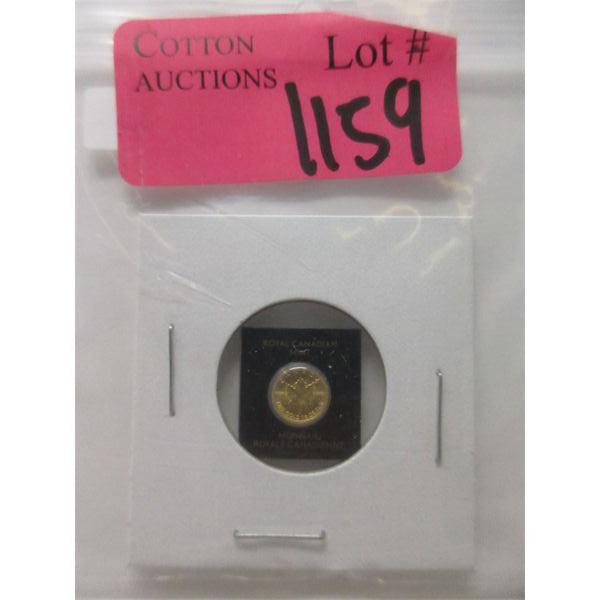 COTTON
AUCTIONS
Lot #
1159
ROYAL CANADIAN
MINT
MONNAIE
ROYALE CANADIENNE